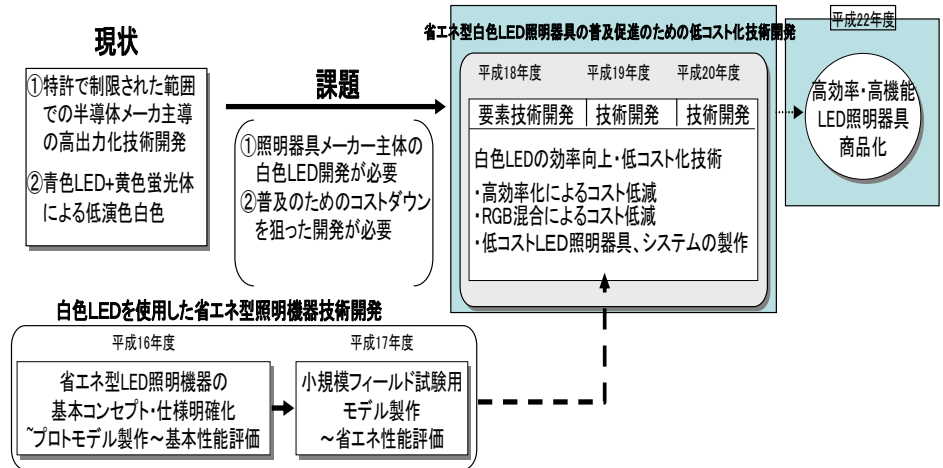 現状
①特許で制限された範囲
での半導体メーカ主導
の高出力化技術開発
②青色LED+黄色蛍光体
による低演色白色
課題
①照明器具メーカー主体の
白色LED開発が必要
②普及のためのコストダウン
を狙った開発が必要
省エネ型白色LED照明器具の普及促進のための低コスト化技術開発
平成18年度 平成19年度 平成20年度
要素技術開発 技術開発 技術開発
白色LEDの効率向上・低コスト化技術
・高効率化によるコスト低減
・RGB混合によるコスト低減
・低コストLED照明器具、システムの製作
平成22年度
高効率・高機能
LED照明器具
商品化
白色LEDを使用した省エネ型照明機器技術開発
平成16年度
省エネ型LED照明機器の
基本コンセプト・仕様明確化
~プロトモデル製作～基本性能評価
平成17年度
小規模フィールド試験用
モデル製作
～省エネ性能評価